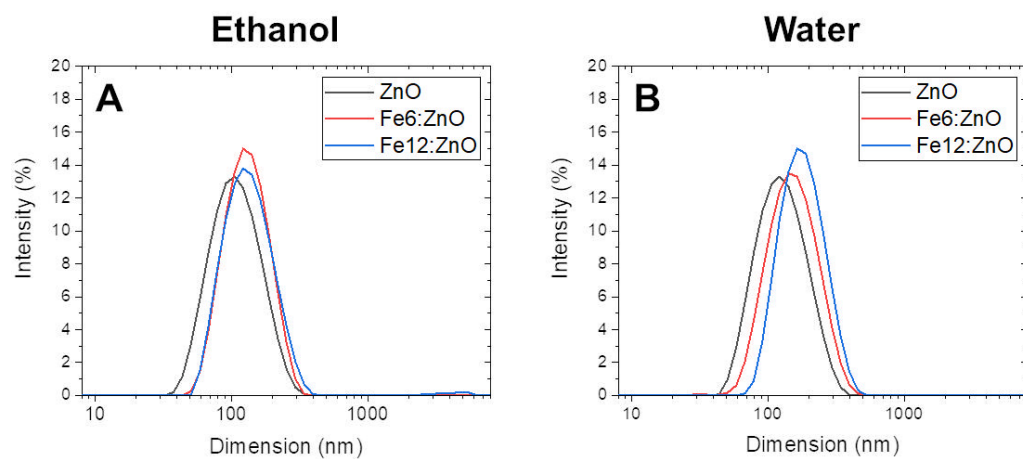 Ethanol
Water
A
ZnO
Fe6:ZnO
Fe12:ZnO
20
18
16
14
12
10
8
6
4
2
0
Intensity (%)
10
100
1000
Dimension (nm)
B
ZnO
Fe6:ZnO
Fe12:ZnO
20
18
16
14
12
10
8
6
4
2
0
Intensity (%)
10
100
1000
Dimension (nm)